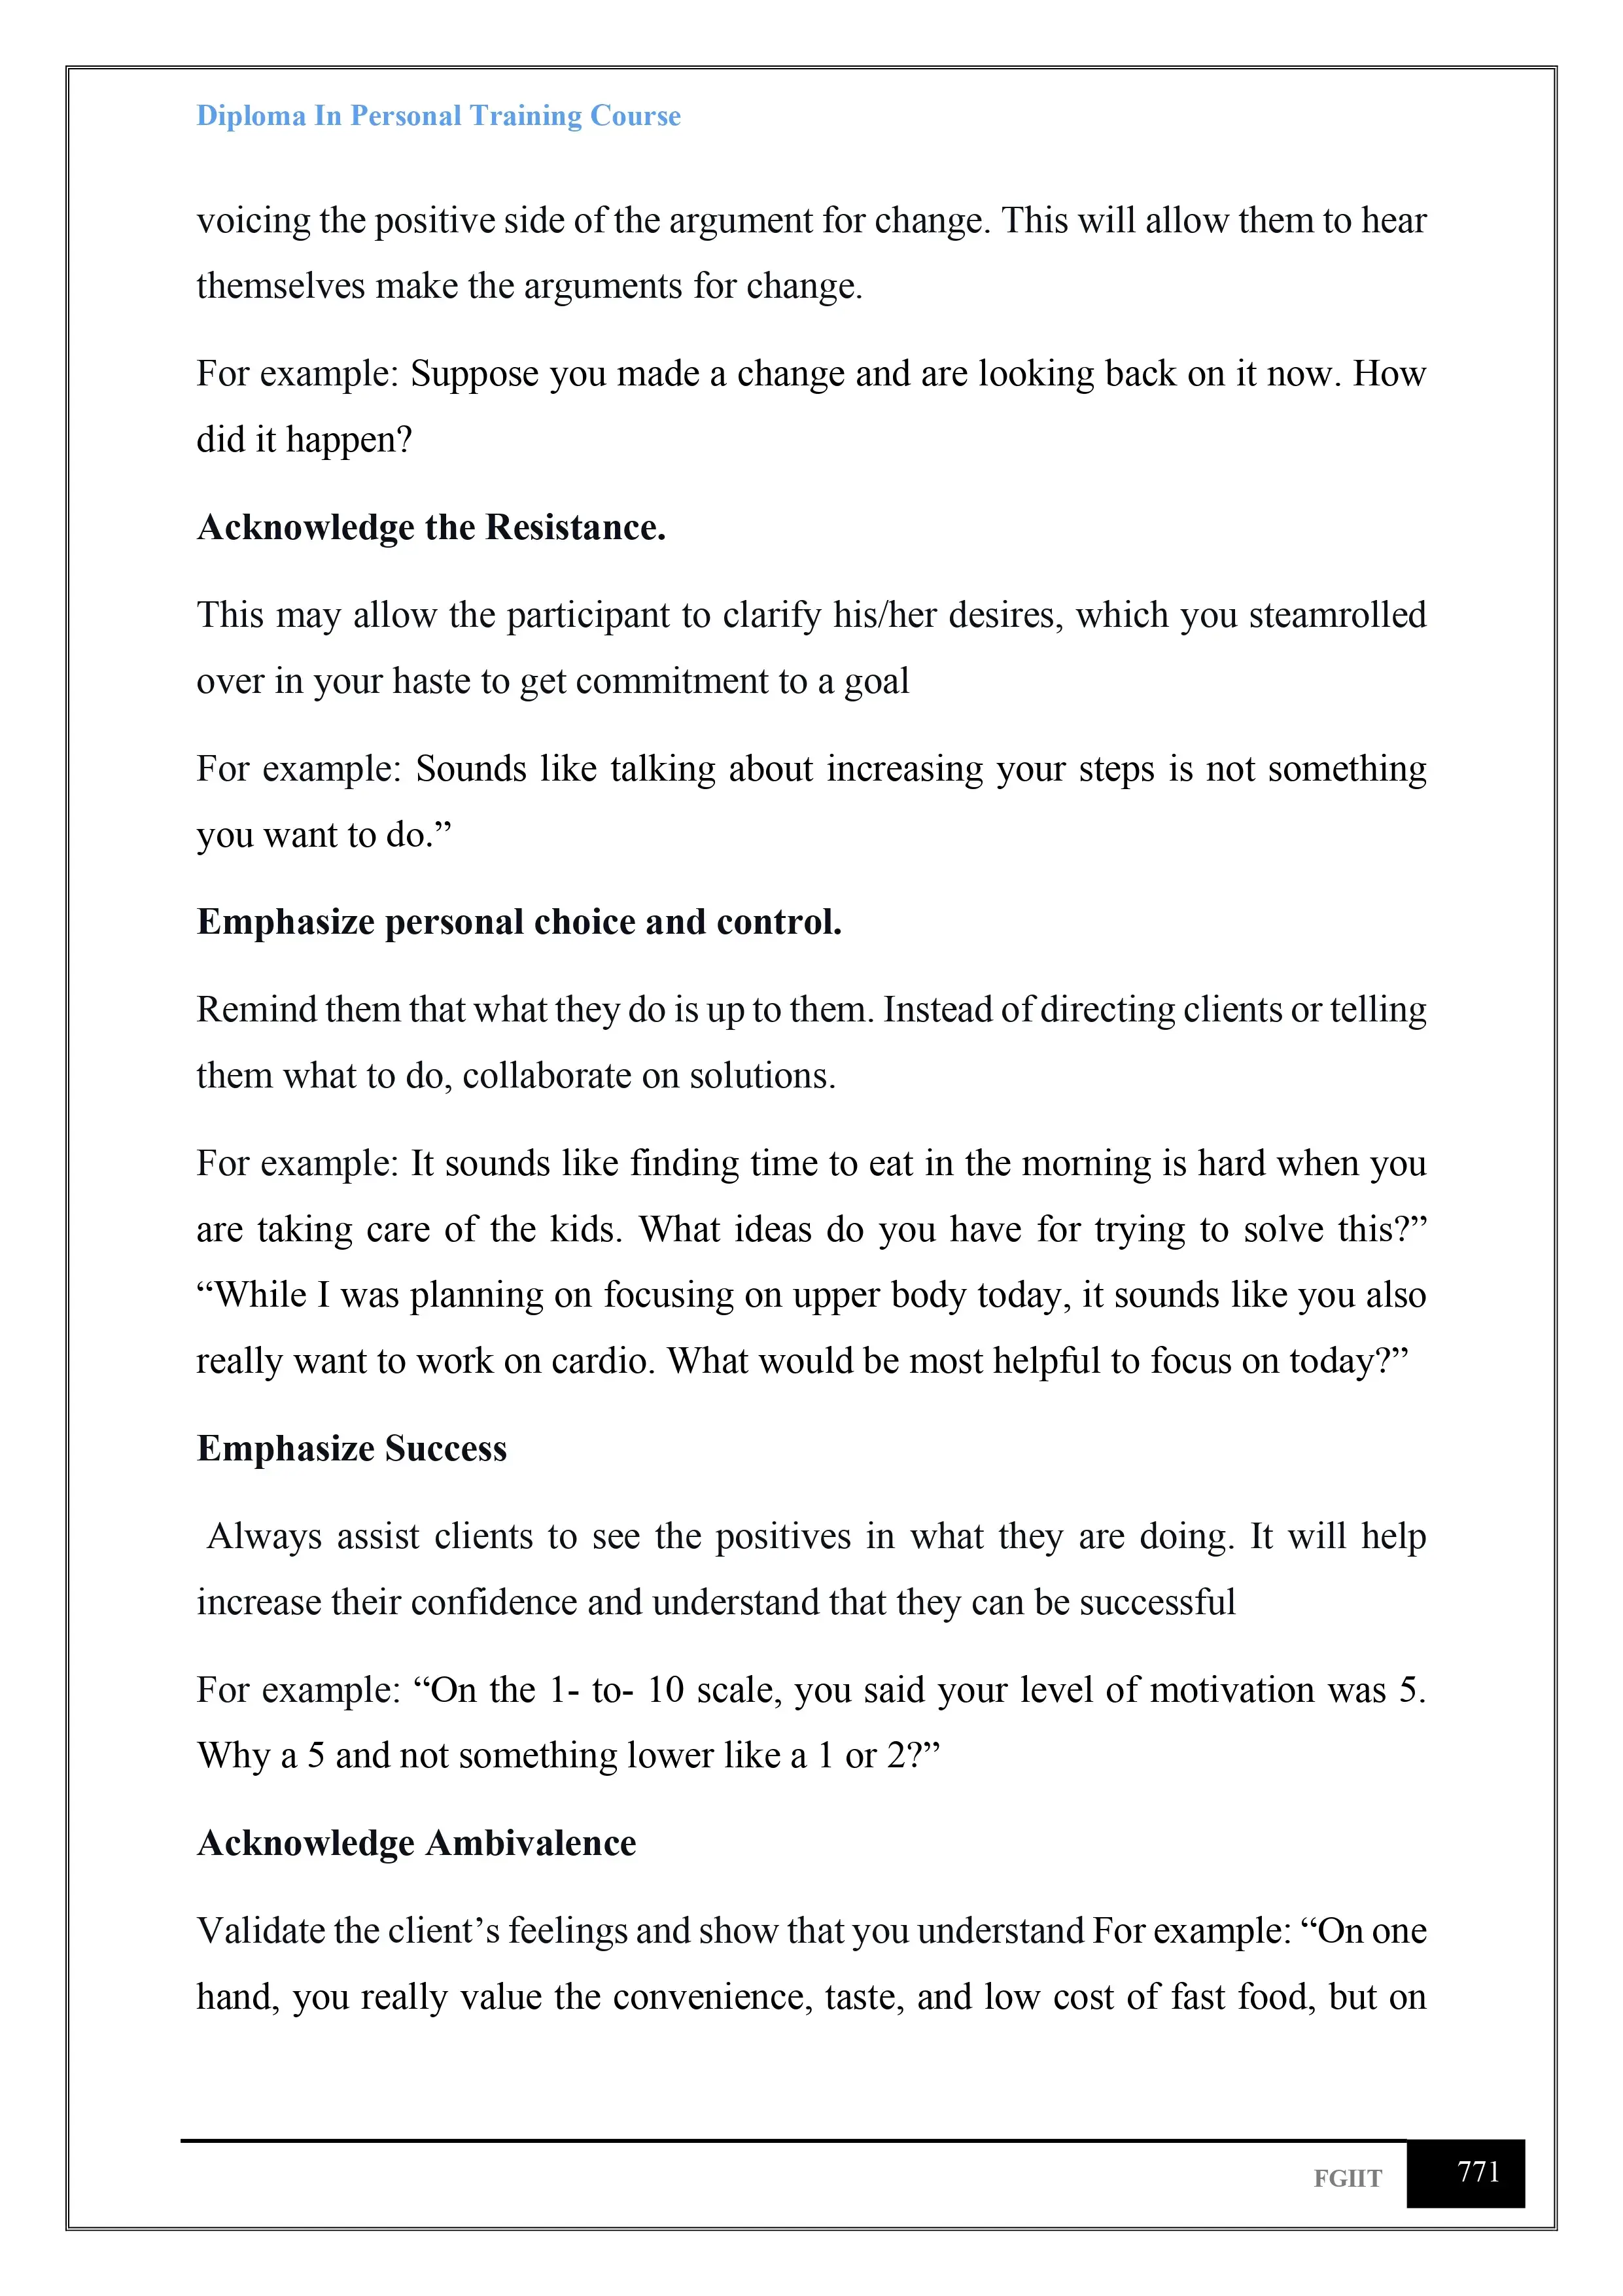 Diploma In Personal Training Course
voicing the positive side of the argument for change. This will allow them to hear
themselves make the arguments for change.
For example: Suppose you made a change and are looking back on it now. How
did it happen?
Acknowledge the Resistance.
This may allow the participant to clarify his/her desires, which you steamrolled
over in your haste to get commitment to a goal
For example: Sounds like talking about increasing your steps is not something
you want to do.”
Emphasize personal choice and control.
Remind them that what they do is up to them. Instead of directing clients or telling
them what to do, collaborate on solutions.
For example: It sounds like finding time to eat in the morning is hard when you
are taking care of the kids. What ideas do you have for trying to solve this?”
“While I was planning on focusing on upper body today, it sounds like you also
really want to work on cardio. What would be most helpful to focus on today?”
Emphasize Success
Always assist clients to see the positives in what they are doing. It will help
increase their confidence and understand that they can be successful
For example: “On the 1- to- 10 scale, you said your level of motivation was 5.
Why a 5 and not something lower like a 1 or 2?”
Acknowledge Ambivalence
Validate the client’s feelings and show that you understand For example: “On one
hand, you really value the convenience, taste, and low cost of fast food, but on
FGIIT 771